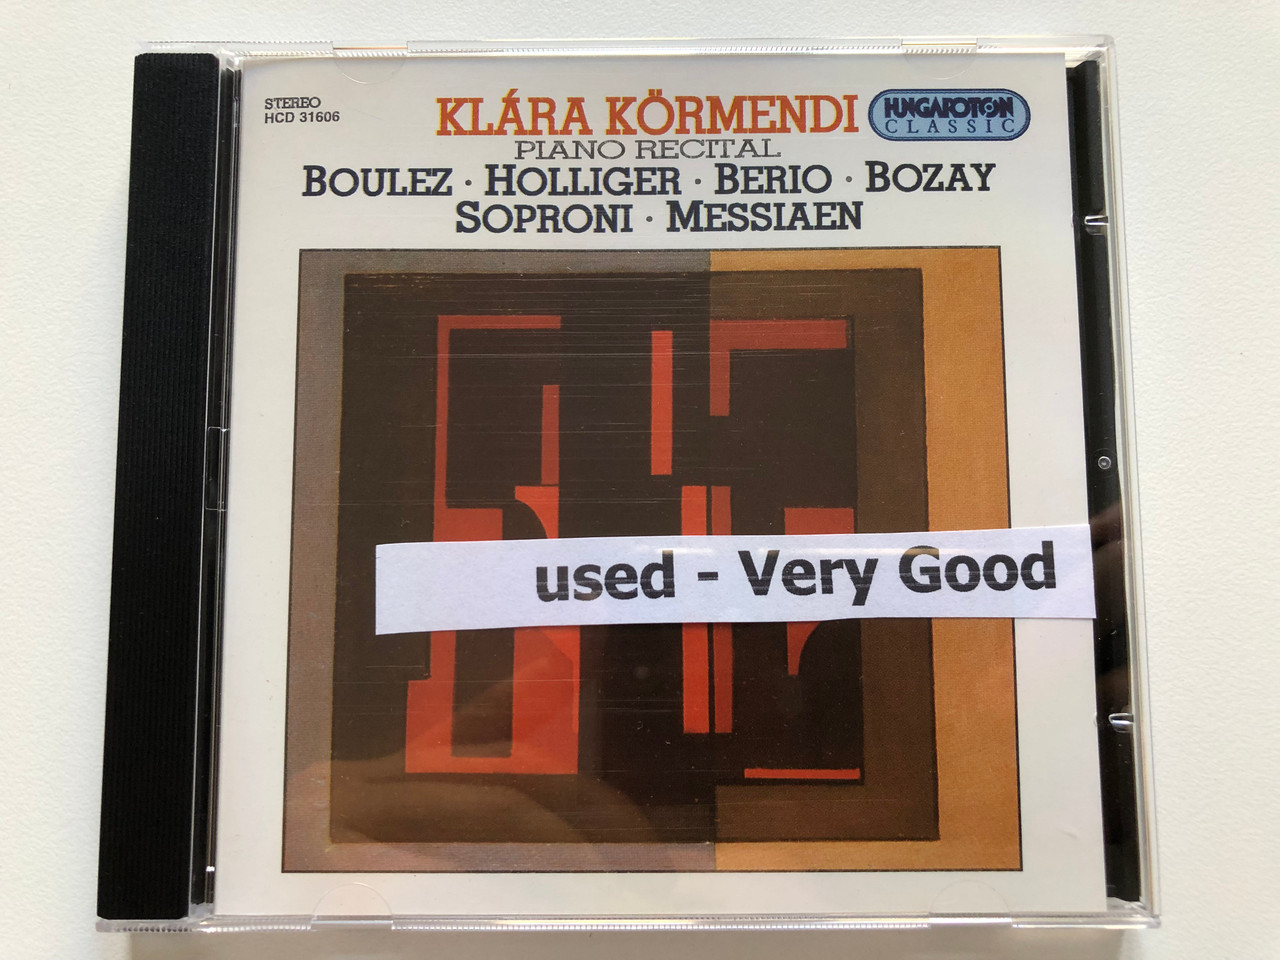 STEREO
HCD 31606
KLÁRA KÖRMENDI
HUNGAROTON
CLASSIC
PIANO RECITAL
BOULEZ · HOLLIGER · BERIO · BOZAY
SOPRONI · MESSIAEN
used - Very Good